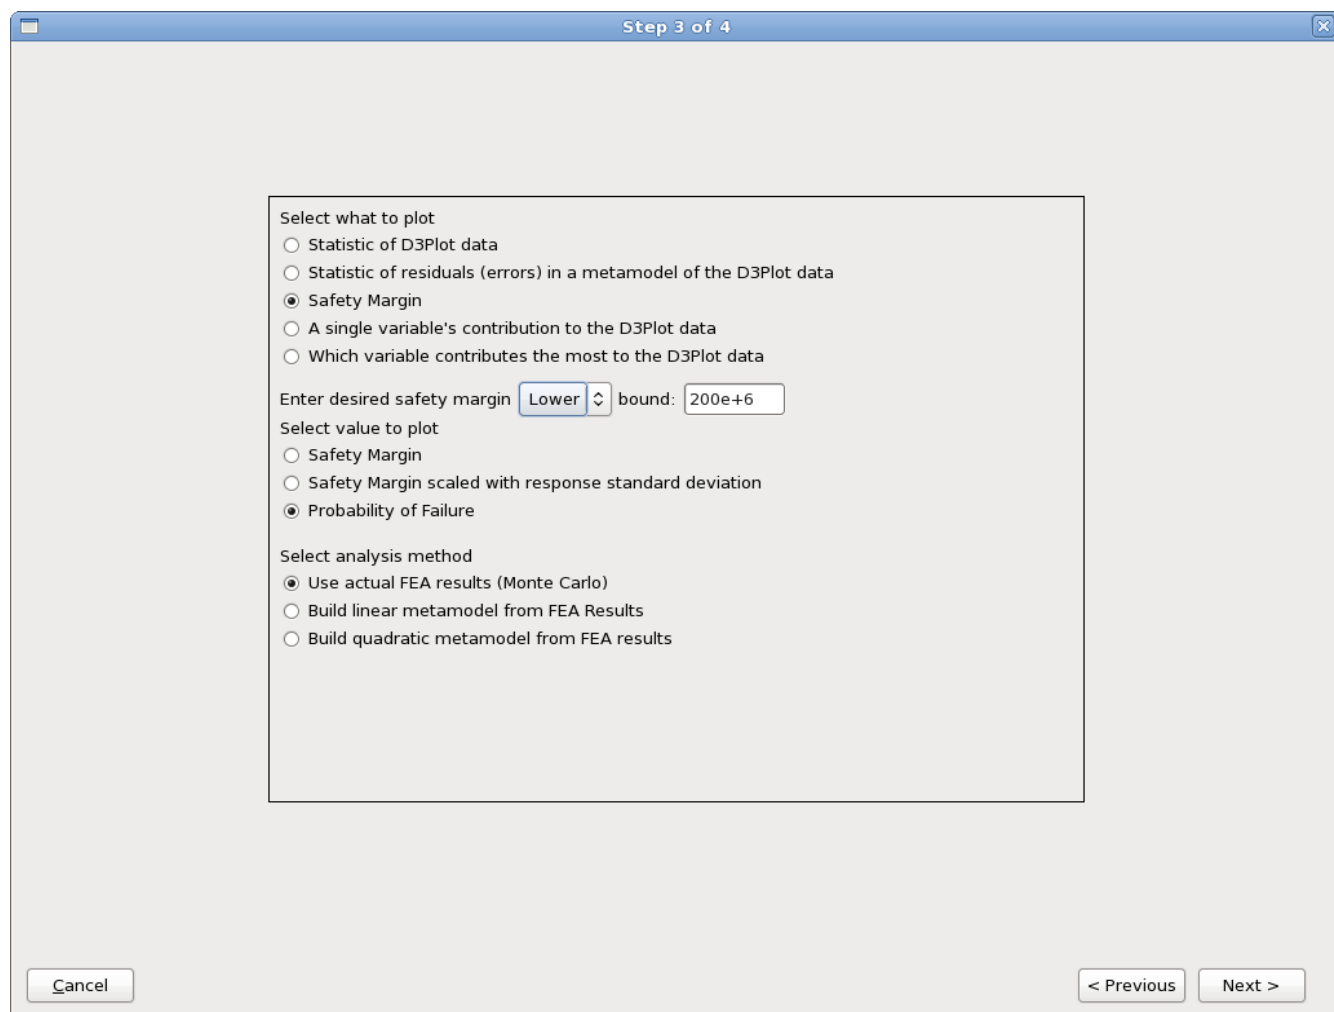 Step 3 of 4
Select what to plot
Statistic of D3Plot data
Statistic of residuals (errors) in a metamodel of the D3Plot data
Safety Margin
A single variable's contribution to the D3Plot data
Which variable contributes the most to the D3Plot data
Enter desired safety margin Lower bound: 200e+6
Select value to plot
Safety Margin
Safety Margin scaled with response standard deviation
Probability of Failure
Select analysis method
Use actual FEA results (Monte Carlo)
Build linear metamodel from FEA Results
Build quadratic metamodel from FEA results
Cancel < Previous Next >